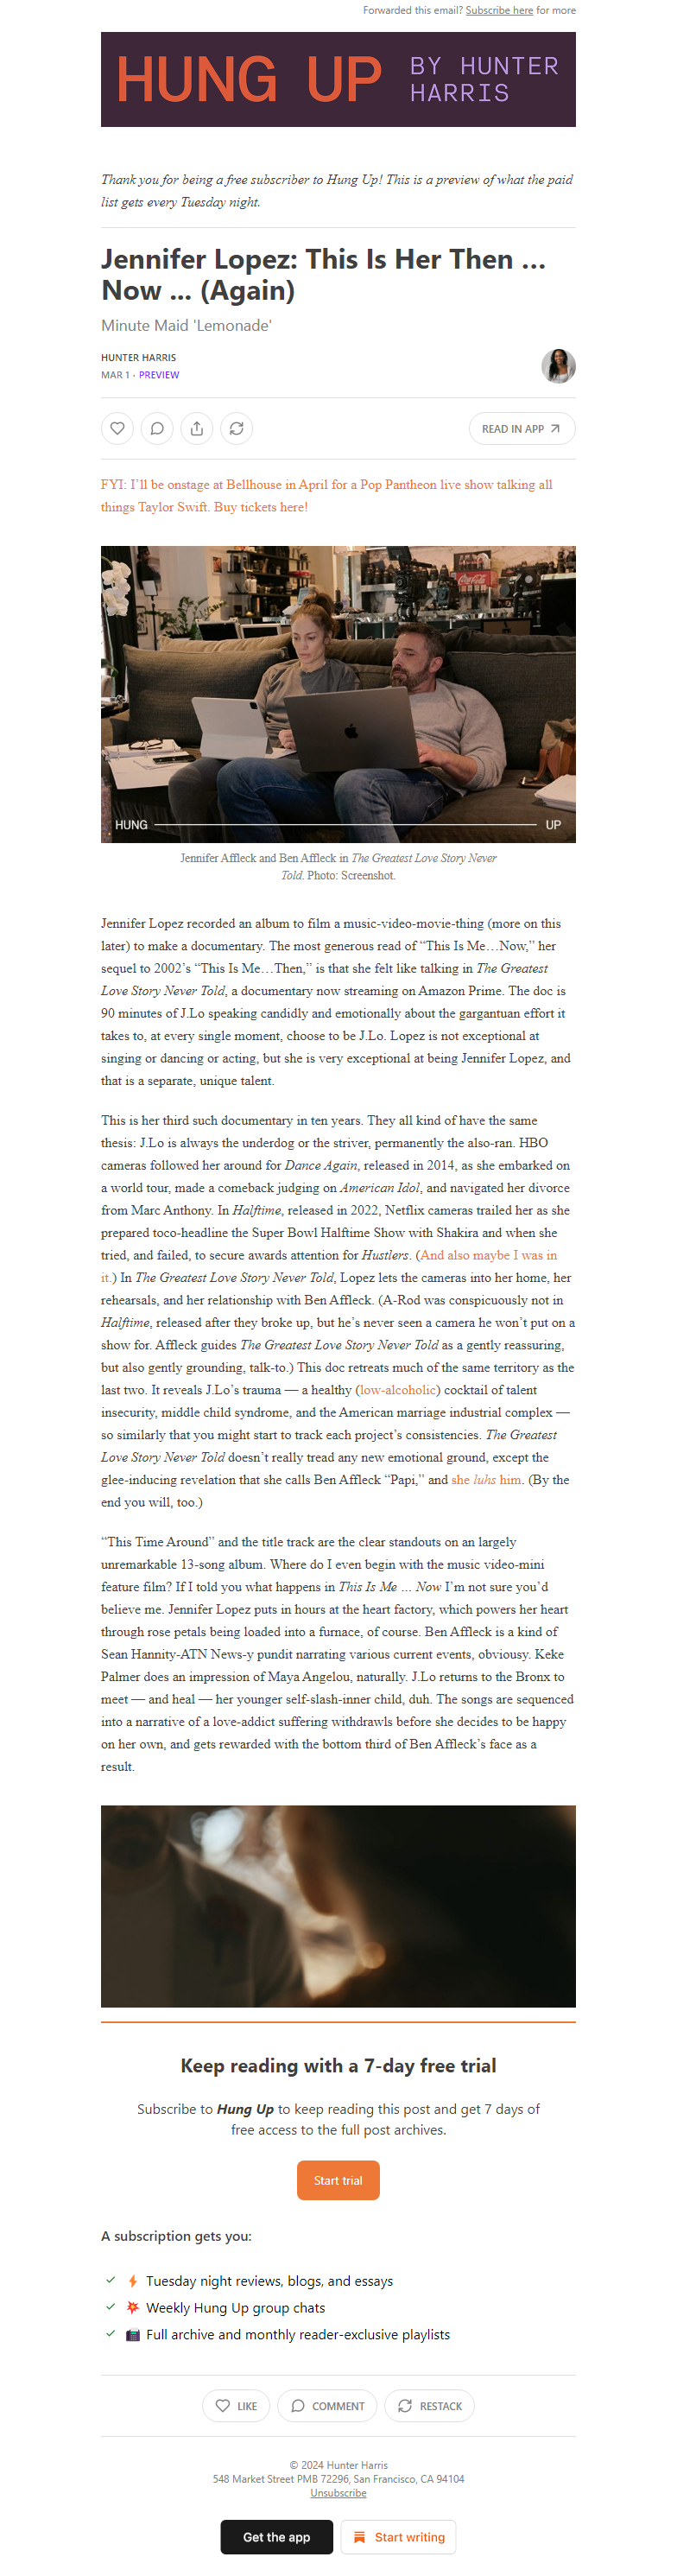 Forwarded this email? Subscribe here for more
HUNG UP
BY HUNTER
HARRIS
Thank you for being a free subscriber to Hung Up! This is a preview of what the paid
list gets every Tuesday night.
Jennifer Lopez: This Is Her Then …
Now ... (Again)
Minute Maid 'Lemonade'
HUNTER HARRIS
MAR 1 · PREVIEW
READ IN APP
FYI: I’ll be onstage at Bellhouse in April for a Pop Pantheon live show talking all
things Taylor Swift. Buy tickets here!
Coca-Cola
HUNG
UP
Jennifer Affleck and Ben Affleck in The Greatest Love Story Never
Told. Photo: Screenshot.
Jennifer Lopez recorded an album to film a music-video-movie-thing (more on this
later) to make a documentary. The most generous read of “This Is Me…Now,” her
sequel to 2002’s “This Is Me…Then,” is that she felt like talking in The Greatest
Love Story Never Told, a documentary now streaming on Amazon Prime. The doc is
90 minutes of J.Lo speaking candidly and emotionally about the gargantuan effort it
takes to, at every single moment, choose to be J.Lo. Lopez is not exceptional at
singing or dancing or acting, but she is very exceptional at being Jennifer Lopez, and
that is a separate, unique talent.
This is her third such documentary in ten years. They all kind of have the same
thesis: J.Lo is always the underdog or the striver, permanently the also-ran. HBO
cameras followed her around for Dance Again, released in 2014, as she embarked on
a world tour, made a comeback judging on American Idol, and navigated her divorce
from Marc Anthony. In Halftime, released in 2022, Netflix cameras trailed her as she
prepared toco-headline the Super Bowl Halftime Show with Shakira and when she
tried, and failed, to secure awards attention for Hustlers. (And also maybe I was in
it.) In The Greatest Love Story Never Told, Lopez lets the cameras into her home, her
rehearsals, and her relationship with Ben Affleck. (A-Rod was conspicuously not in
Halftime, released after they broke up, but he’s never seen a camera he won’t put on a
show for. Affleck guides The Greatest Love Story Never Told as a gently reassuring,
but also gently grounding, talk-to.) This doc retreats much of the same territory as the
last two. It reveals J.Lo’s trauma — a healthy (low-alcoholic) cocktail of talent
insecurity, middle child syndrome, and the American marriage industrial complex —
so similarly that you might start to track each project’s consistencies. The Greatest
Love Story Never Told doesn’t really tread any new emotional ground, except the
glee-inducing revelation that she calls Ben Affleck “Papi,” and she luhs him. (By the
end you will, too.)
“This Time Around” and the title track are the clear standouts on an largely
unremarkable 13-song album. Where do I even begin with the music video-mini
feature film? If I told you what happens in This Is Me … Now I’m not sure you’d
believe me. Jennifer Lopez puts in hours at the heart factory, which powers her heart
through rose petals being loaded into a furnace, of course. Ben Affleck is a kind of
Sean Hannity-ATN News-y pundit narrating various current events, obviousy. Keke
Palmer does an impression of Maya Angelou, naturally. J.Lo returns to the Bronx to
meet — and heal — her younger self-slash-inner child, duh. The songs are sequenced
into a narrative of a love-addict suffering withdrawls before she decides to be happy
on her own, and gets rewarded with the bottom third of Ben Affleck’s face as a
result.
Keep reading with a 7-day free trial
Subscribe to Hung Up to keep reading this post and get 7 days of
free access to the full post archives.
Start trial
A subscription gets you:
Tuesday night reviews, blogs, and essays
Weekly Hung Up group chats
Full archive and monthly reader-exclusive playlists
LIKE
COMMENT
RESTACK
© 2024 Hunter Harris
548 Market Street PMB 72296, San Francisco, CA 94104
Unsubscribe
Get the app
Start writing